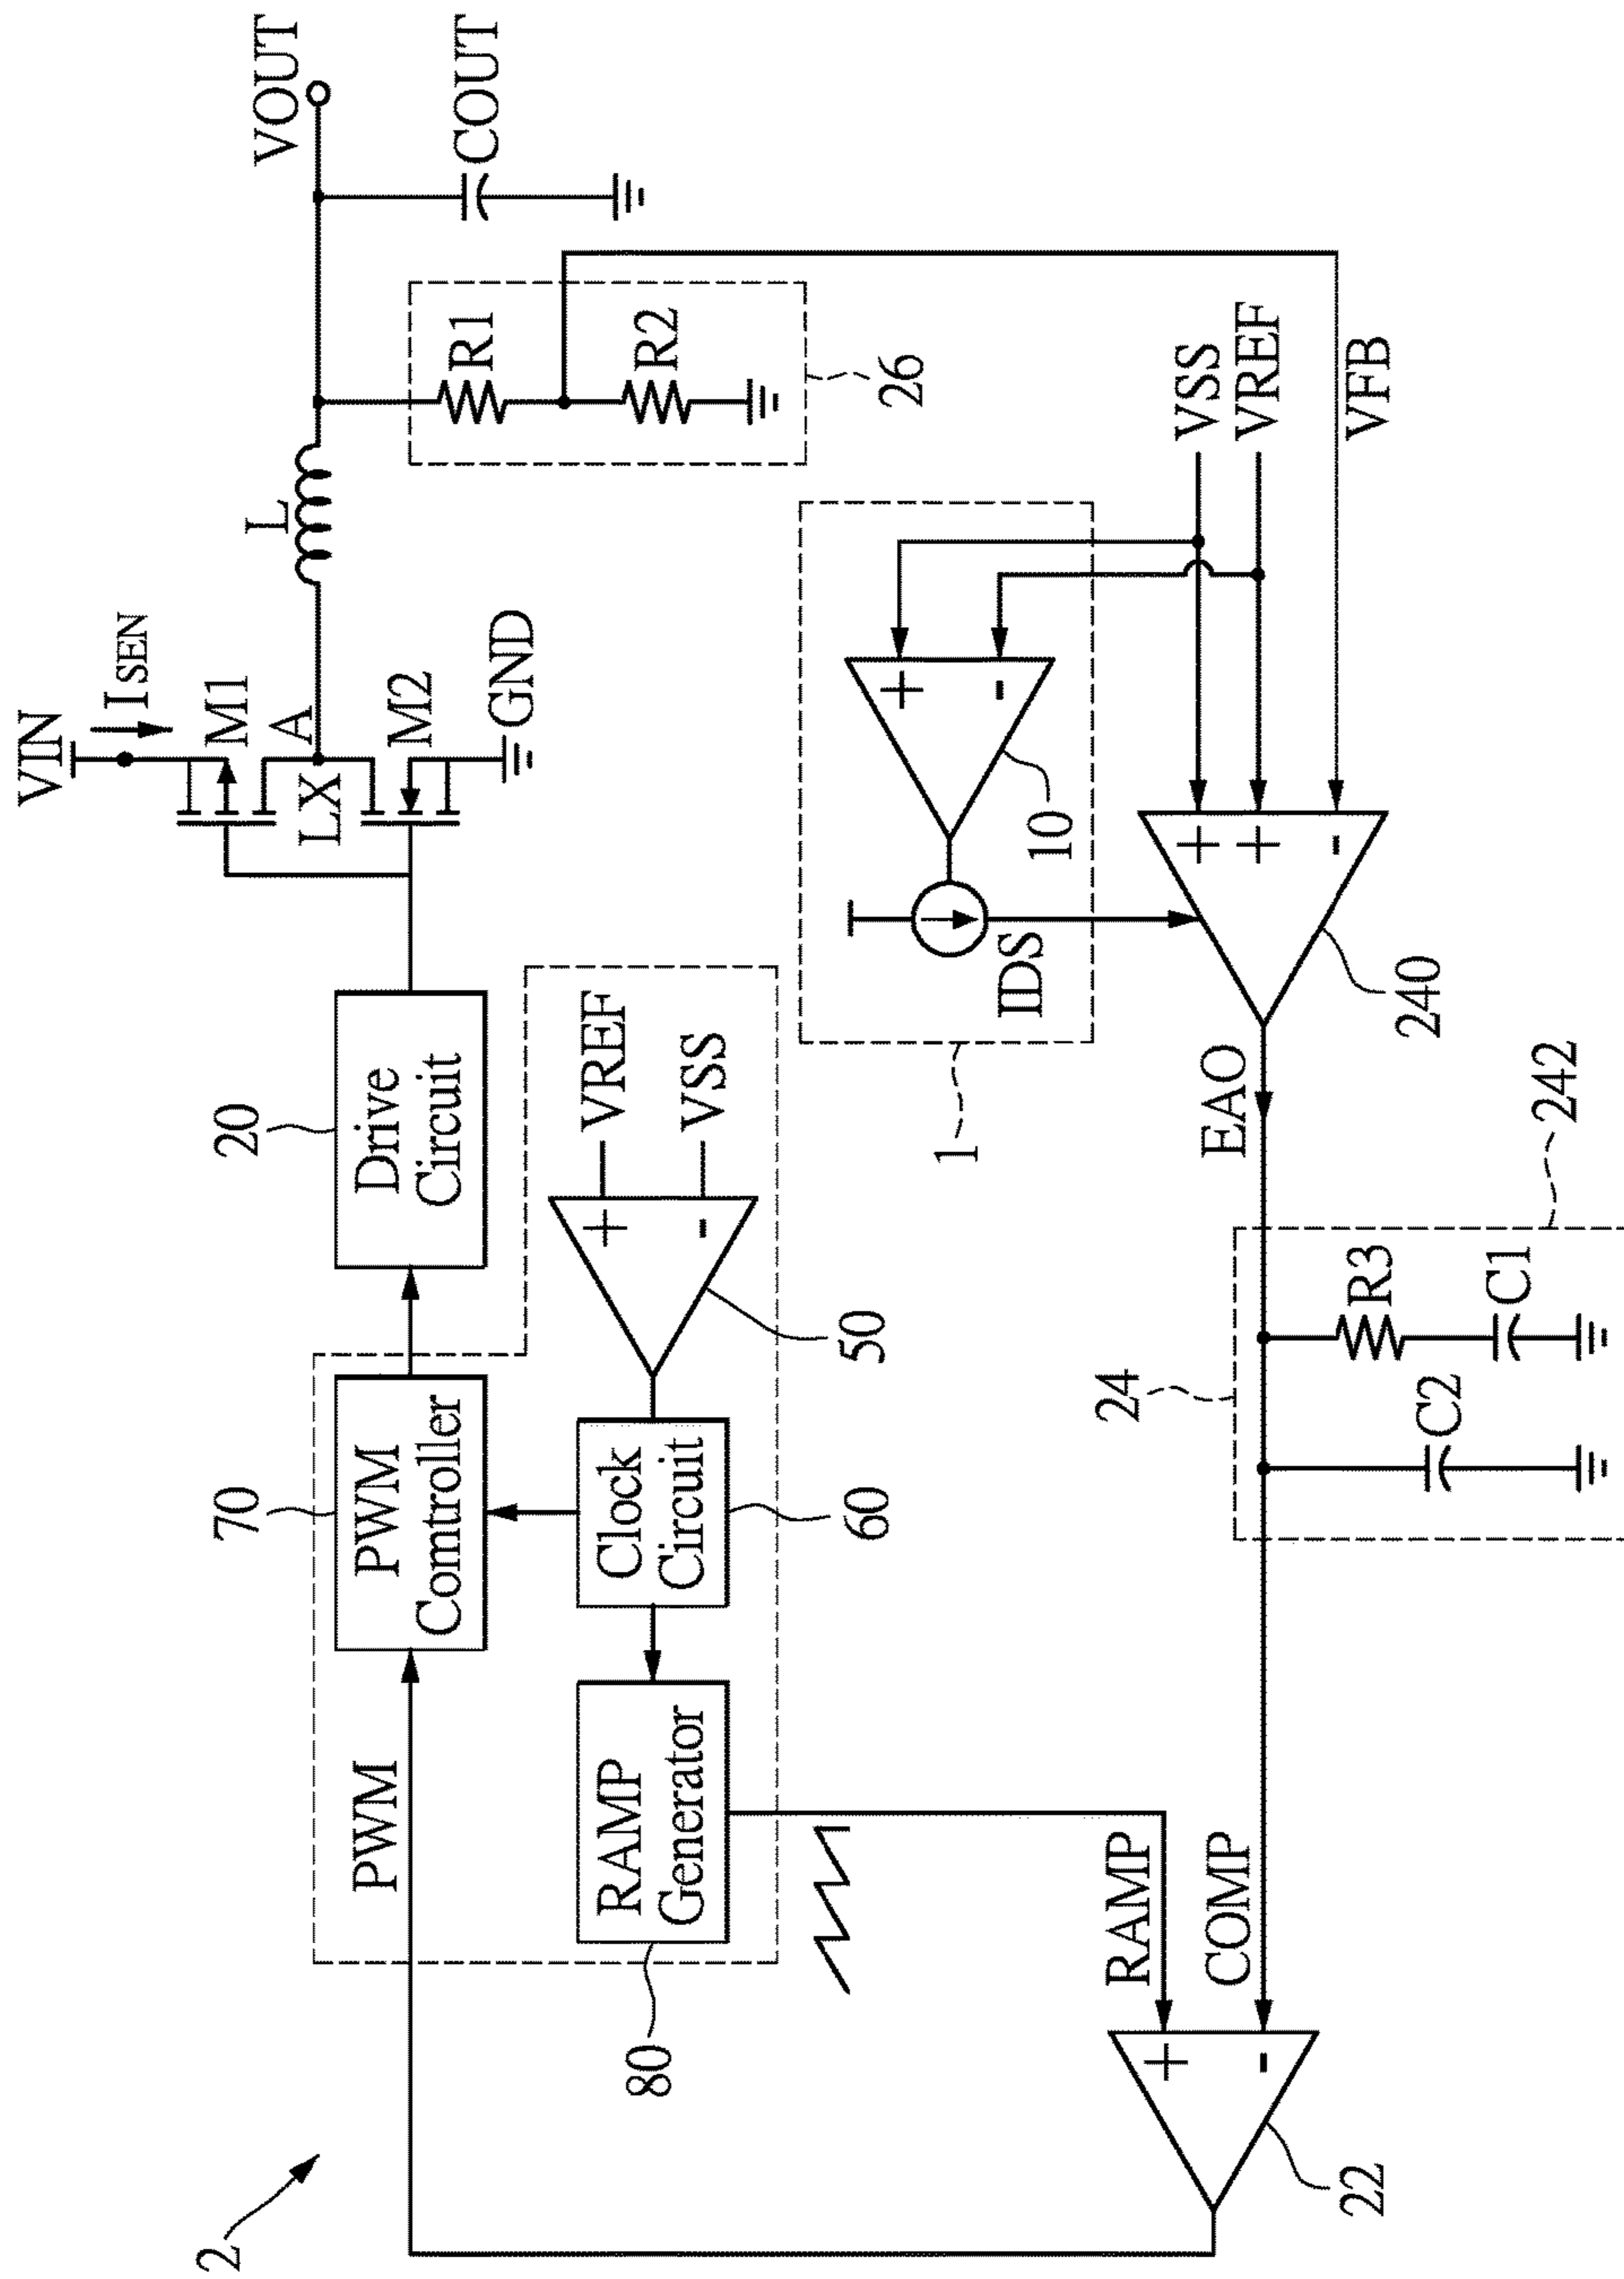 2
VIN
ISEN
M1
LX
A
M2
GND
L
VOUT
COUT
R1
R2
26
20
Drive
Circuit
70
PWM
Comtroller
PWM
VREF
VSS
+
-
50
Clock
Circuit
60
RAMP
Generator
80
RAMP
COMP
+
-
22
+
-
10
IDS
1
VSS
VREF
VFB
+
+
-
240
EAO
24
242
R3
C1
C2